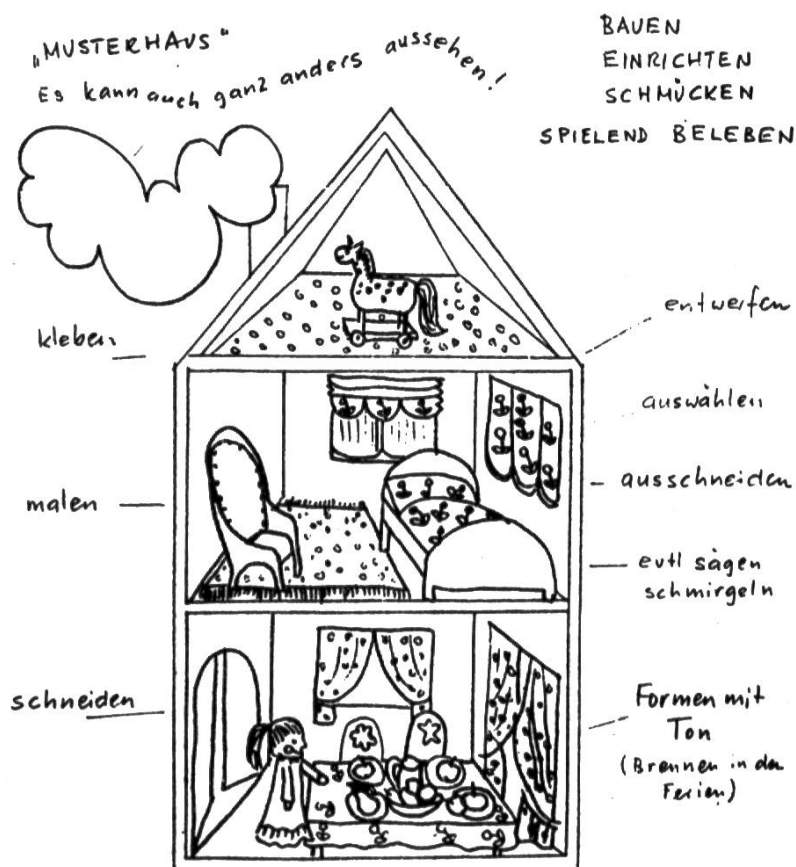 „MUSTERHAUS“
Es kann auch ganz anders aussehen!
BAUEN
EINRICHTEN
SCHMÜCKEN
SPIELEND BELEBEN
kleben
entwerfen
auswählen
malen
ausschneiden
evtl sägen
schmirgeln
schneiden
Formen mit
Ton
(Brennen in den
Ferien)